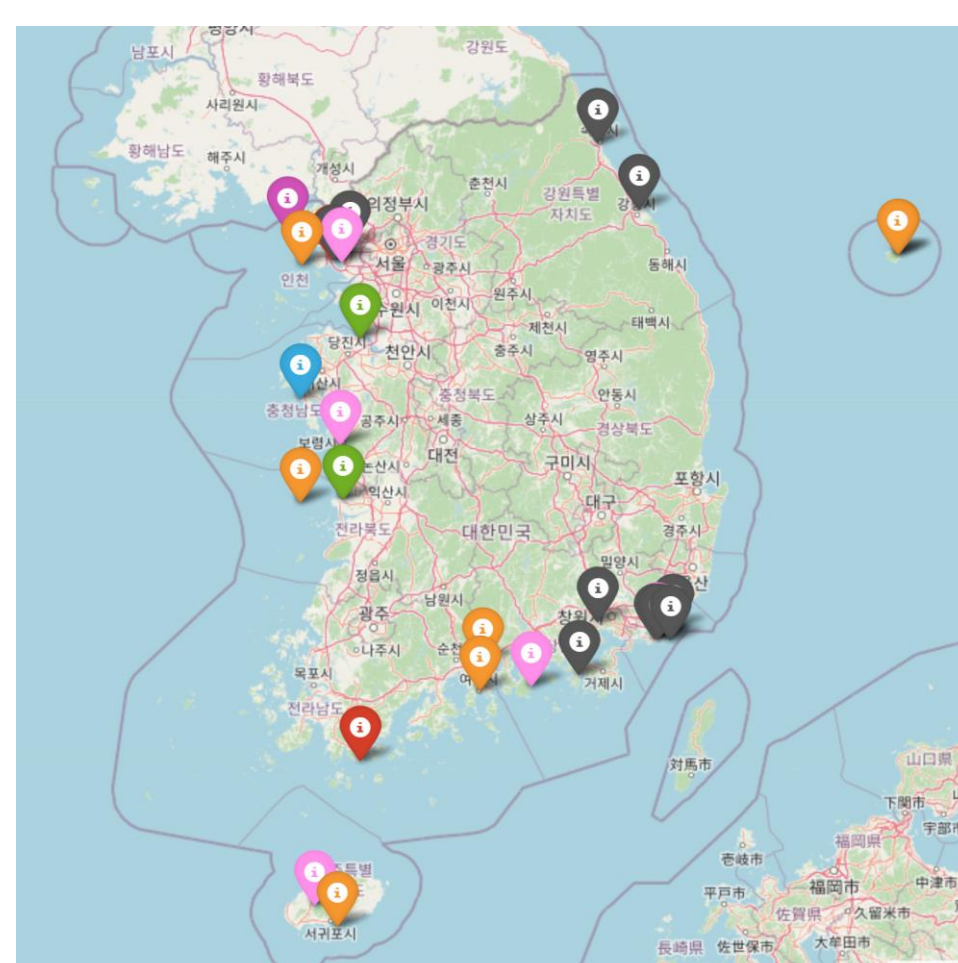 평양시
남포시
강원도
황해북도
사리원시
황해남도
해주시
개성시
의정부시
춘천시
강원특별
자치도
서울
경기도
광주시
동해시
인천
수원시
이천시
원주시
당진시
천안시
제천시
충주시
태백시
영주시
충청남도
공주시
세종
충청북도
안동시
상주시
경상북도
보령시
대전
논산시
구미시
포항시
익산시
대구
전라북도
대한민국
경주시
정읍시
밀양시
남원시
광주
창원시
나주시
목포시
거제시
전라남도
対馬市
山口県
下関市
宇部市
福岡県
壱岐市
서귀포시
平戸市
福岡市
中津市
佐賀県
久留米市
長崎県
佐世保市
大牟田市